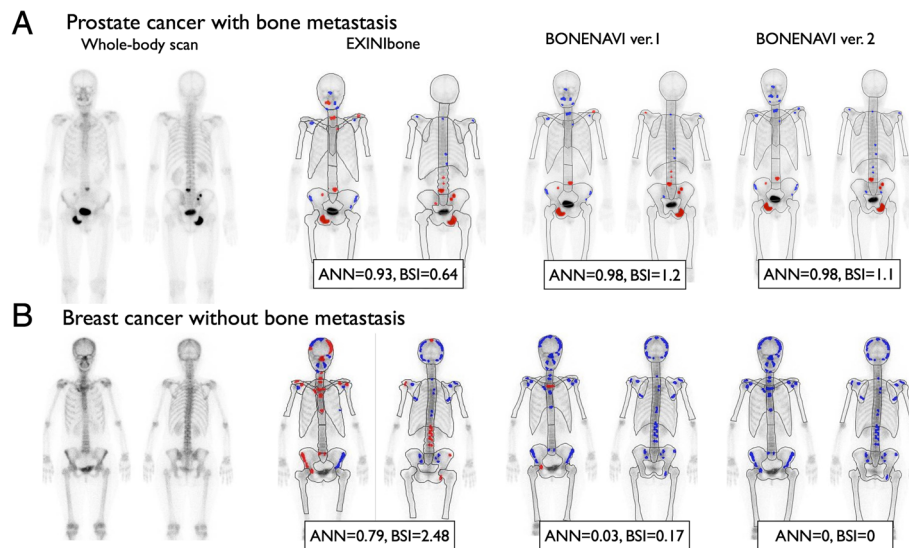 A Prostate cancer with bone metastasis
Whole-body scan EXINIbone BONENAVI ver.1 BONENAVI ver. 2
ANN=0.93, BSI=0.64 ANN=0.98, BSI=1.2 ANN=0.98, BSI=1.1
B Breast cancer without bone metastasis
ANN=0.79, BSI=2.48 ANN=0.03, BSI=0.17 ANN=0, BSI=0